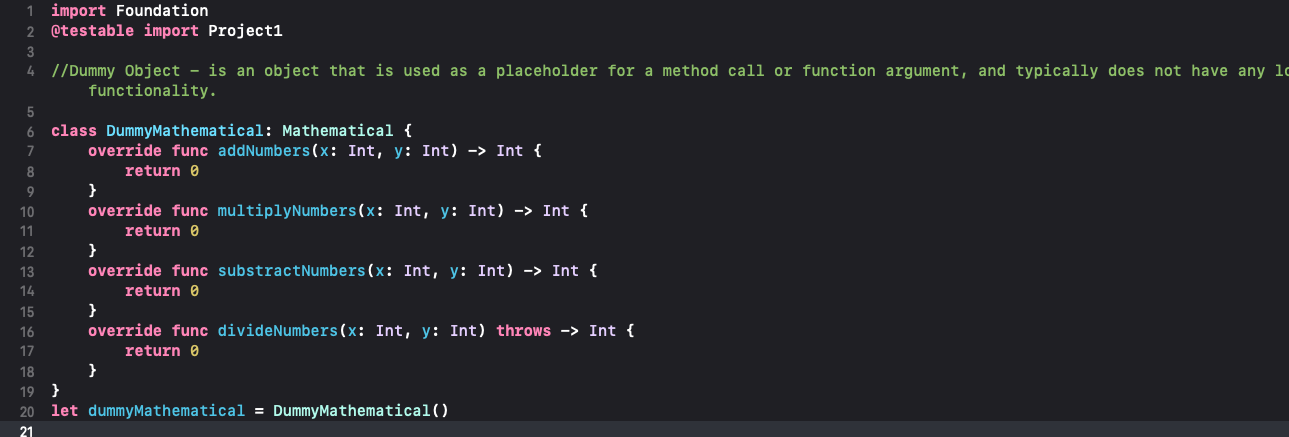 1 import Foundation
2 @testable import Project1
3
4 //Dummy Object – is an object that is used as a placeholder for a method call or function argument, and typically does not have any
functionality.
5
6 class DummyMathematical: Mathematical {
7 override func addNumbers(x: Int, y: Int) -> Int {
8 return 0
9 }
10 override func multiplyNumbers(x: Int, y: Int) -> Int {
11 return 0
12 }
13 override func substractNumbers(x: Int, y: Int) -> Int {
14 return 0
15 }
16 override func divideNumbers(x: Int, y: Int) throws -> Int {
17 return 0
18 }
19 }
20 let dummyMathematical = DummyMathematical()
21